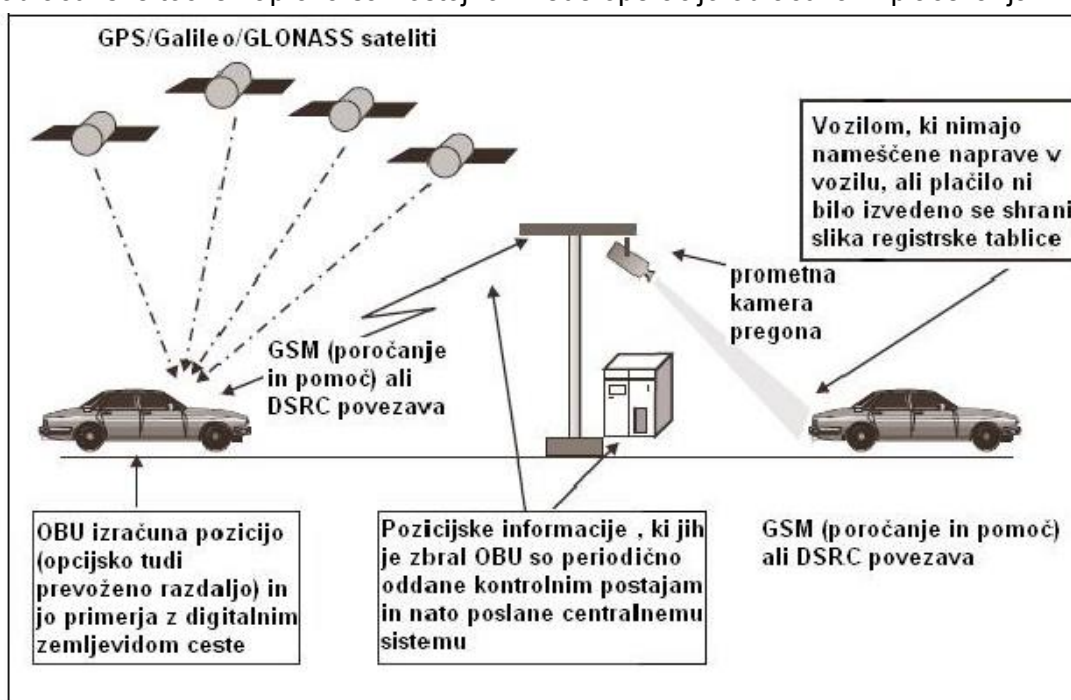 GPS/Galileo/GLONASS sateliti
Vozilom, ki nimajo
nameščene naprave v
vozilu, ali plačilo ni
bilo izvedeno se shrani
slika registrske tablice
prometna
kamera
pregona
GSM (poročanje
in pomoč) ali
DSRC povezava
OBU izračuna pozicijo
(opcijsko tudi
prevoženo razdaljo) in
jo primerja z digitalnim
zemljevidom ceste
Pozicijske informacije , ki jih
je zbral OBU so periodično
oddane kontrolnim postajam
in nato poslane centralnemu
sistemu
GSM (poročanje in pomoč)
ali DSRC povezava